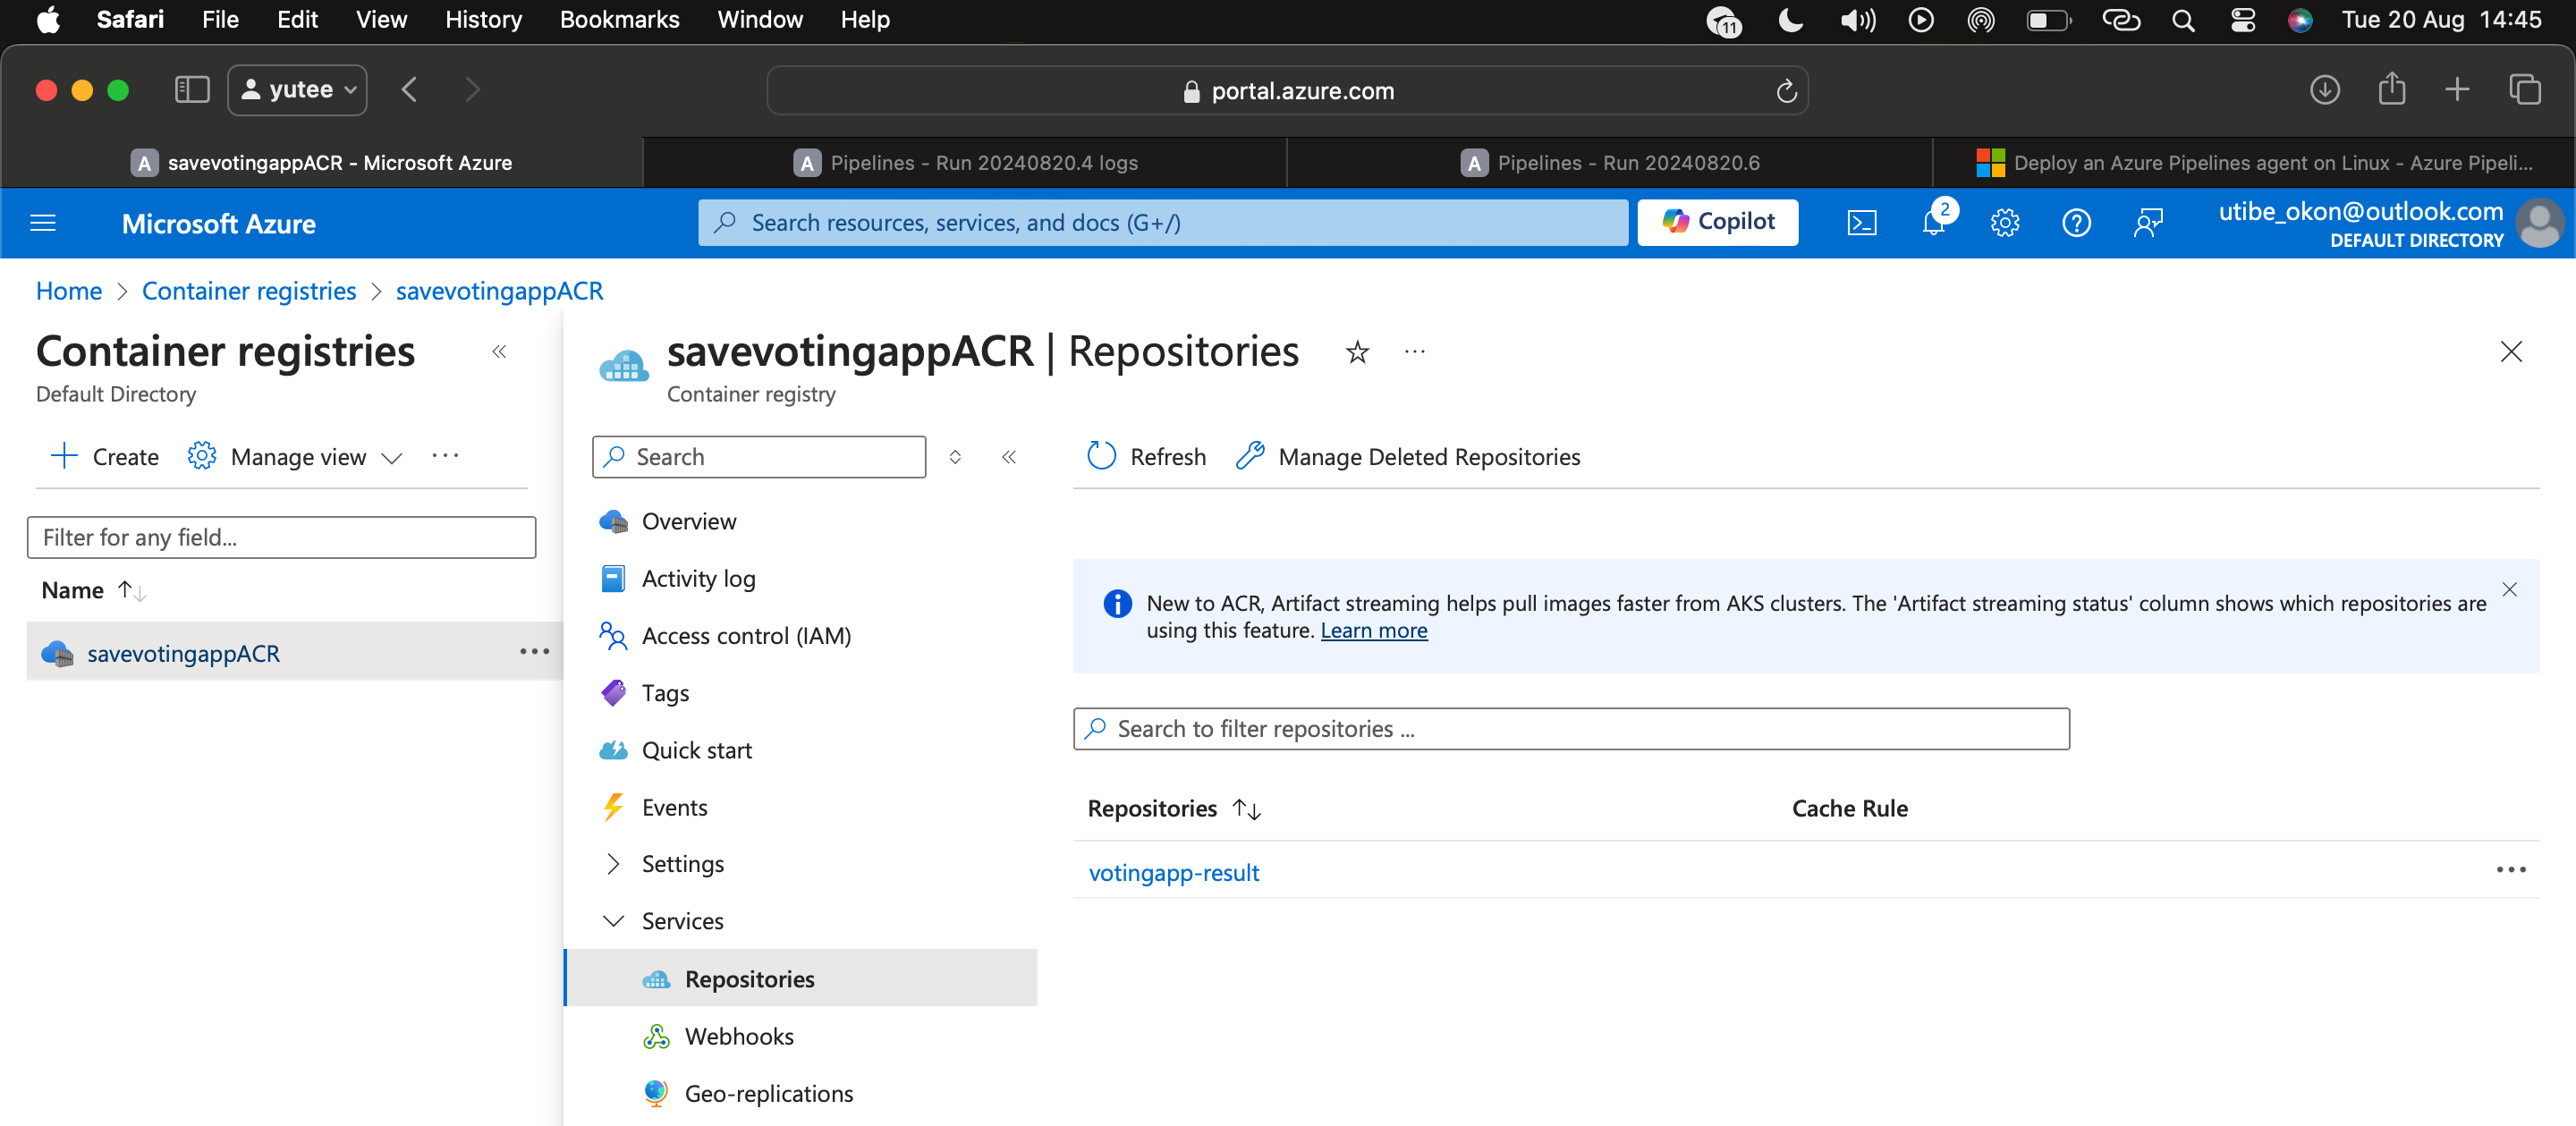 Safari File Edit View History Bookmarks Window Help 11 Tue 20 Aug 14:45
yutee portal.azure.com
A savevotingappACR - Microsoft Azure A Pipelines - Run 20240820.4 logs A Pipelines - Run 20240820.6 Deploy an Azure Pipelines agent on Linux - Azure Pipeli...
Microsoft Azure Search resources, services, and docs (G+/) Copilot 2 utibe_okon@outlook.com
DEFAULT DIRECTORY
Home > Container registries > savevotingappACR
Container registries
Default Directory
Create Manage view
Filter for any field...
Name
savevotingappACR
savevotingappACR | Repositories
Container registry
Search
Overview
Activity log
Access control (IAM)
Tags
Quick start
Events
Settings
Services
Repositories
Webhooks
Geo-replications
Refresh Manage Deleted Repositories
New to ACR, Artifact streaming helps pull images faster from AKS clusters. The 'Artifact streaming status' column shows which repositories are
using this feature. Learn more
Search to filter repositories ...
Repositories Cache Rule
votingapp-result